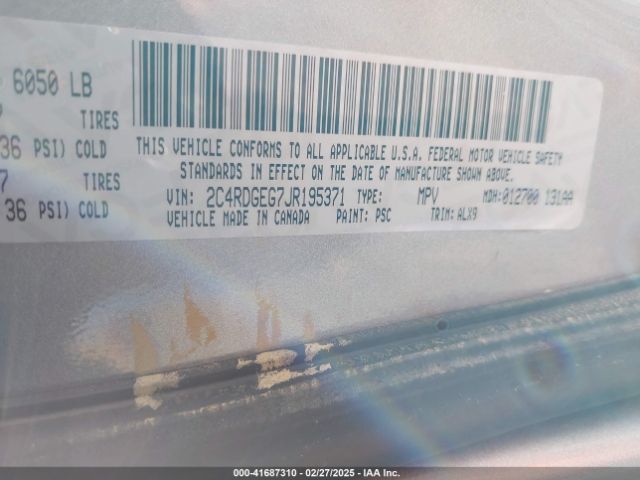 6050 LB
TIRES
36 PSI) COLD
7 TIRES
36 PSI) COLD
THIS VEHICLE CONFORMS TO ALL APPLICABLE U.S.A. FEDERAL MOTOR VEHICLE SAFETY
STANDARDS IN EFFECT ON THE DATE OF MANUFACTURE SHOWN ABOVE.
VIN: 2C4RDGEG7JR195371 TYPE: MPV MDH:012700 131AA
VEHICLE MADE IN CANADA PAINT: PSC TRIM: ALX9
000-41687310 - 02/27/2025 - IAA Inc.